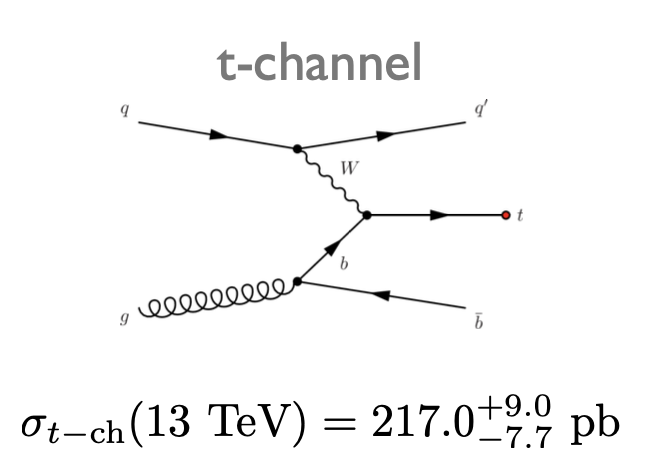 t-channel
q
q′
W
t
b
g
b̄
σ_{t−ch}(13 TeV) = 217.0^{+9.0}_{−7.7} pb